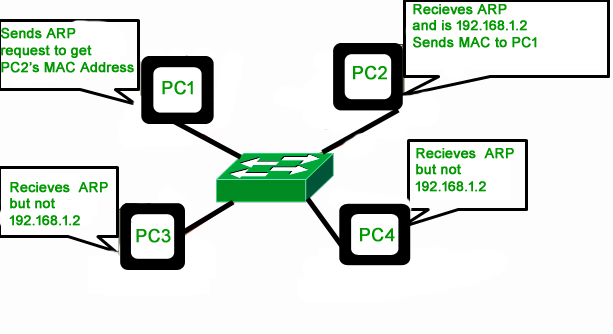 Sends ARP
request to get
PC2's MAC Address
PC1
Recieves ARP
and is 192.168.1.2
Sends MAC to PC1
PC2
Recieves ARP
but not
192.168.1.2
PC3
Recieves ARP
but not
192.168.1.2
PC4